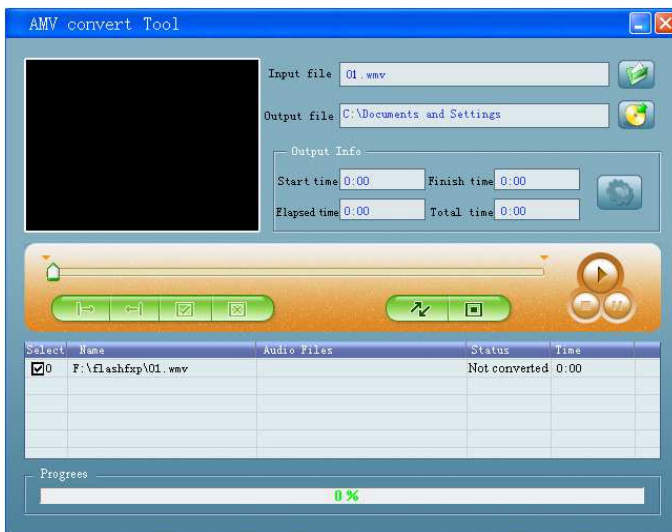 AMV convert Tool
Input file 01.wmv
Output file C:\Documents and Settings
Output Info
Start time 0:00 Finish time 0:00
Elapsed time 0:00 Total time 0:00
Select Name Audio Files Status Time
0 F:\flashfxp\01.wmv Not converted 0:00
Progrees
0 %